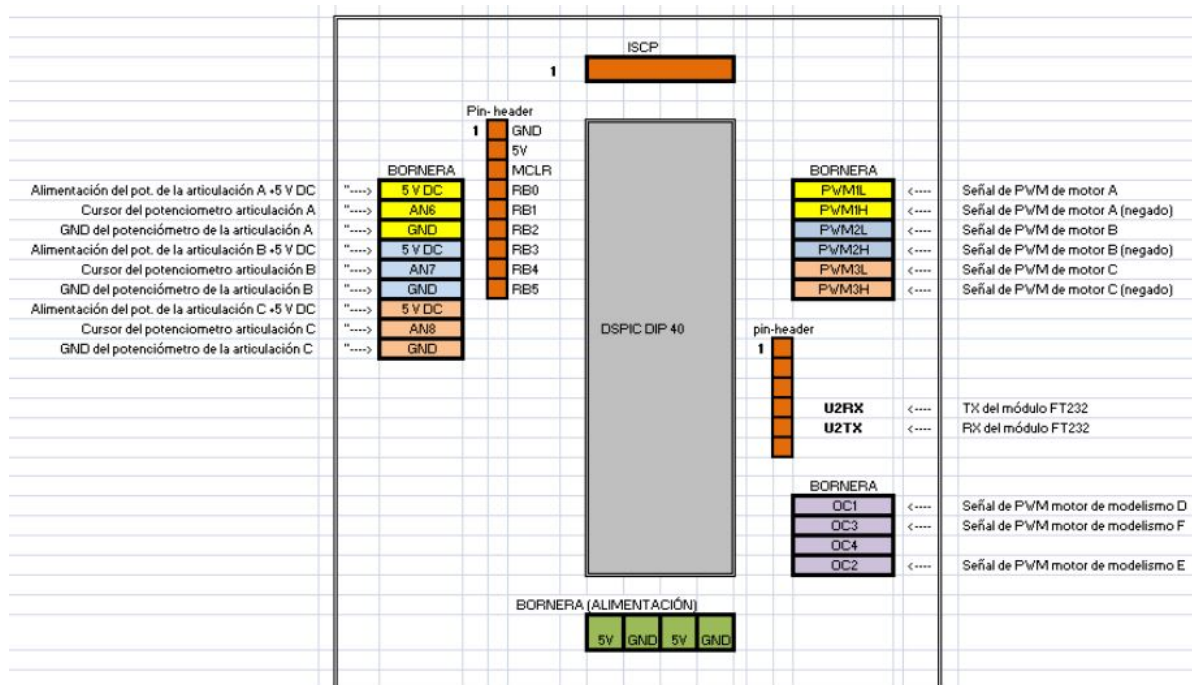 ISCP
1
Pin- header
1 GND
5V
BORNERA MCLR BORNERA
Alimentación del pot. de la articulación A +5 V DC "----> 5 V DC RB0 PWM1L <---- Señal de PWM de motor A
Cursor del potenciometro articulación A "----> AN6 RB1 PWM1H <---- Señal de PWM de motor A (negado)
GND del potenciómetro de la articulación A "----> GND RB2 PWM2L <---- Señal de PWM de motor B
Alimentación del pot. de la articulación B +5 V DC "----> 5 V DC RB3 PWM2H <---- Señal de PWM de motor B (negado)
Cursor del potenciometro articulación B "----> AN7 RB4 PWM3L <---- Señal de PWM de motor C
GND del potenciómetro de la articulación B "----> GND RB5 PWM3H <---- Señal de PWM de motor C (negado)
Alimentación del pot. de la articulación C +5 V DC "----> 5 V DC
Cursor del potenciometro articulación C "----> AN8 DSPIC DIP 40 pin-header
GND del potenciómetro de la articulación C "----> GND 1
U2RX <---- TX del módulo FT232
U2TX <---- RX del módulo FT232
BORNERA
OC1 <---- Señal de PWM motor de modelismo D
OC3 <---- Señal de PWM motor de modelismo F
OC4
OC2 <---- Señal de PWM motor de modelismo E
BORNERA (ALIMENTACIÓN)
5V GND 5V GND